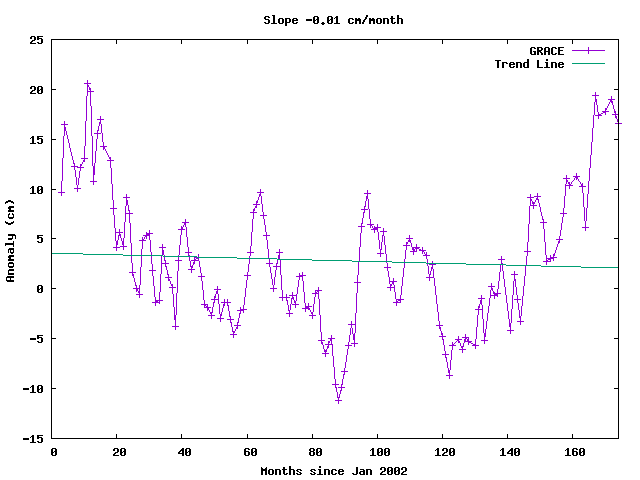 Slope -0.01 cm/month
GRACE
Trend Line
Anomaly (cm)
25
20
15
10
5
0
-5
-10
-15
0 20 40 60 80 100 120 140 160
Months since Jan 2002